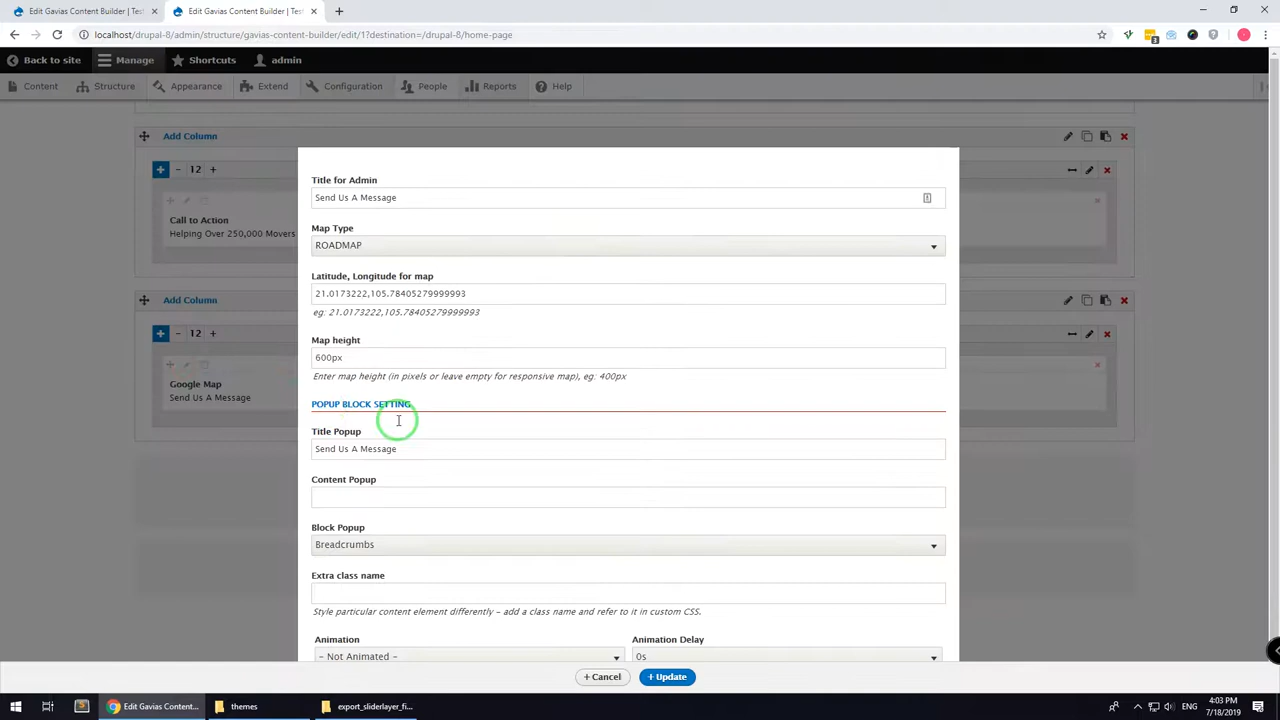 Edit Gavias Content Builder | Te
Edit Gavias Content Builder | Te
localhost/drupal-8/admin/structure/gavias-content-builder/edit/1?destination=/drupal-8/home-page
3
Back to site
Manage
Shortcuts
admin
Content
Structure
Appearance
Extend
Configuration
People
Reports
Help
Add Column
12
Call to Action
Helping Over 250,000 Movers
Add Column
12
Google Map
Send Us A Message
Title for Admin
Send Us A Message
Map Type
ROADMAP
Latitude, Longitude for map
21.0173222,105.78405279999993
eg: 21.0173222,105.78405279999993
Map height
600px
Enter map height (in pixels or leave empty for responsive map), eg: 400px
POPUP BLOCK SETTING
Title Popup
Send Us A Message
Content Popup
Block Popup
Breadcrumbs
Extra class name
Style particular content element differently - add a class name and refer to it in custom CSS.
Animation
Animation Delay
- Not Animated -
0s
+ Cancel
+ Update
Edit Gavias Content...
themes
export_sliderlayer_fi...
ENG
4:03 PM
7/18/2019